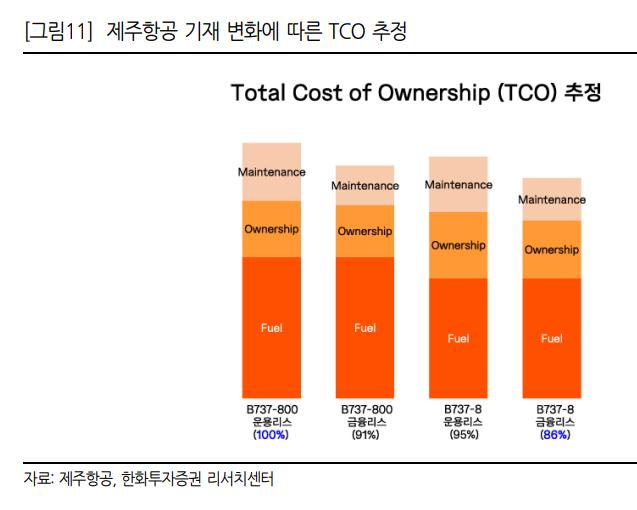 [그림11] 제주항공 기재 변화에 따른 TCO 추정
Total Cost of Ownership (TCO) 추정
Maintenance
Ownership
Fuel
Maintenance
Ownership
Fuel
Maintenance
Ownership
Fuel
Maintenance
Ownership
Fuel
B737-800
운용리스
(100%)
B737-800
금융리스
(91%)
B737-8
운용리스
(95%)
B737-8
금융리스
(86%)
자료: 제주항공, 한화투자증권 리서치센터